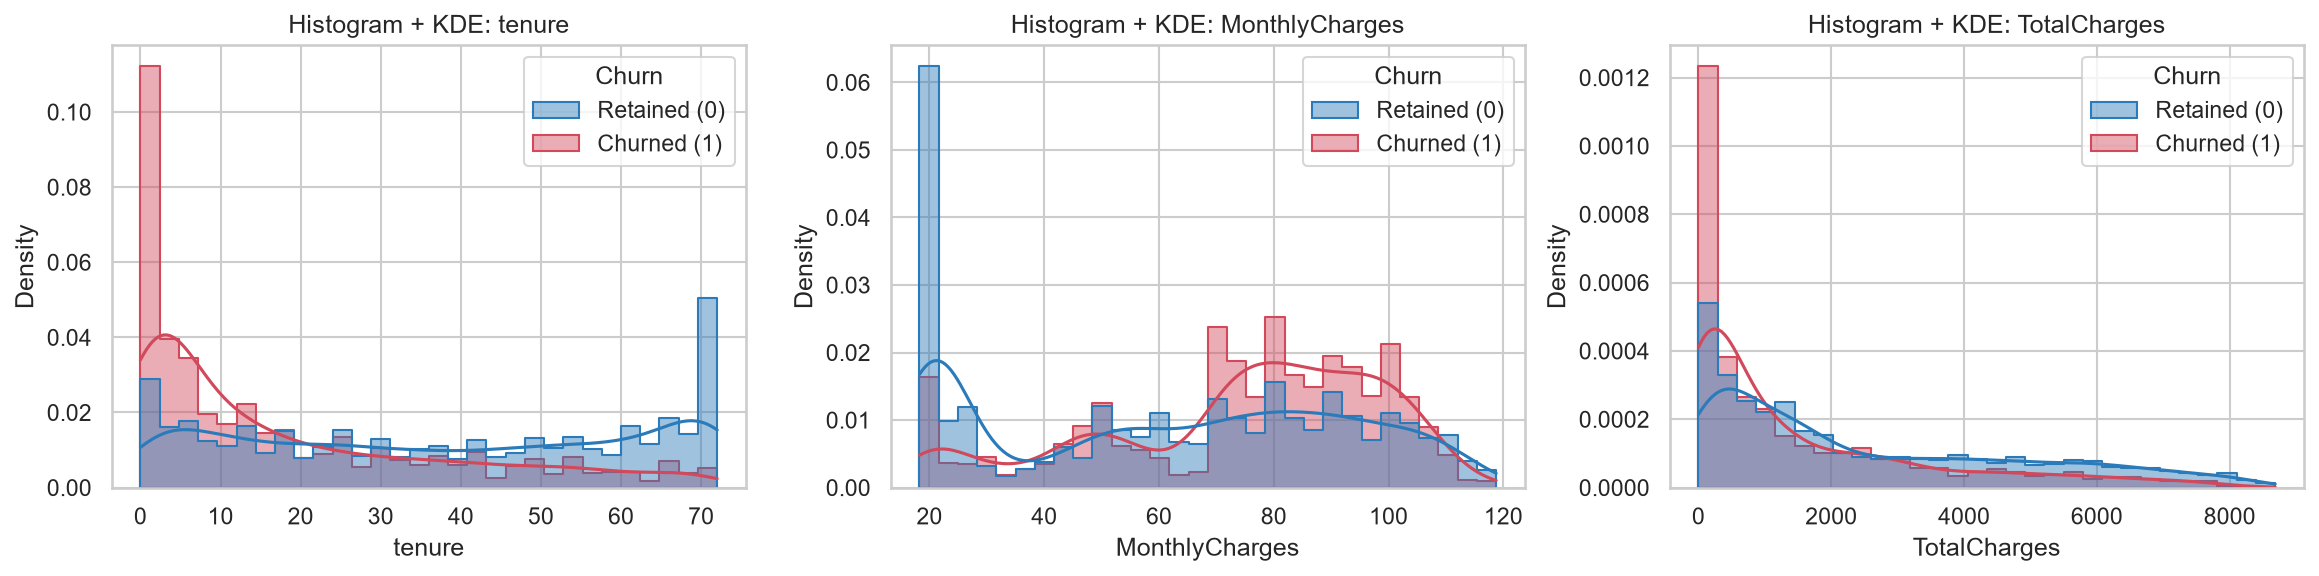 Histogram + KDE: tenure
Churn
Retained (0)
Churned (1)
0.10
0.08
0.06
0.04
0.02
0.00
Density
0 10 20 30 40 50 60 70
tenure
Histogram + KDE: MonthlyCharges
Churn
Retained (0)
Churned (1)
0.06
0.05
0.04
0.03
0.02
0.01
0.00
Density
20 40 60 80 100 120
MonthlyCharges
Histogram + KDE: TotalCharges
Churn
Retained (0)
Churned (1)
0.0012
0.0010
0.0008
0.0006
0.0004
0.0002
0.0000
Density
0 2000 4000 6000 8000
TotalCharges